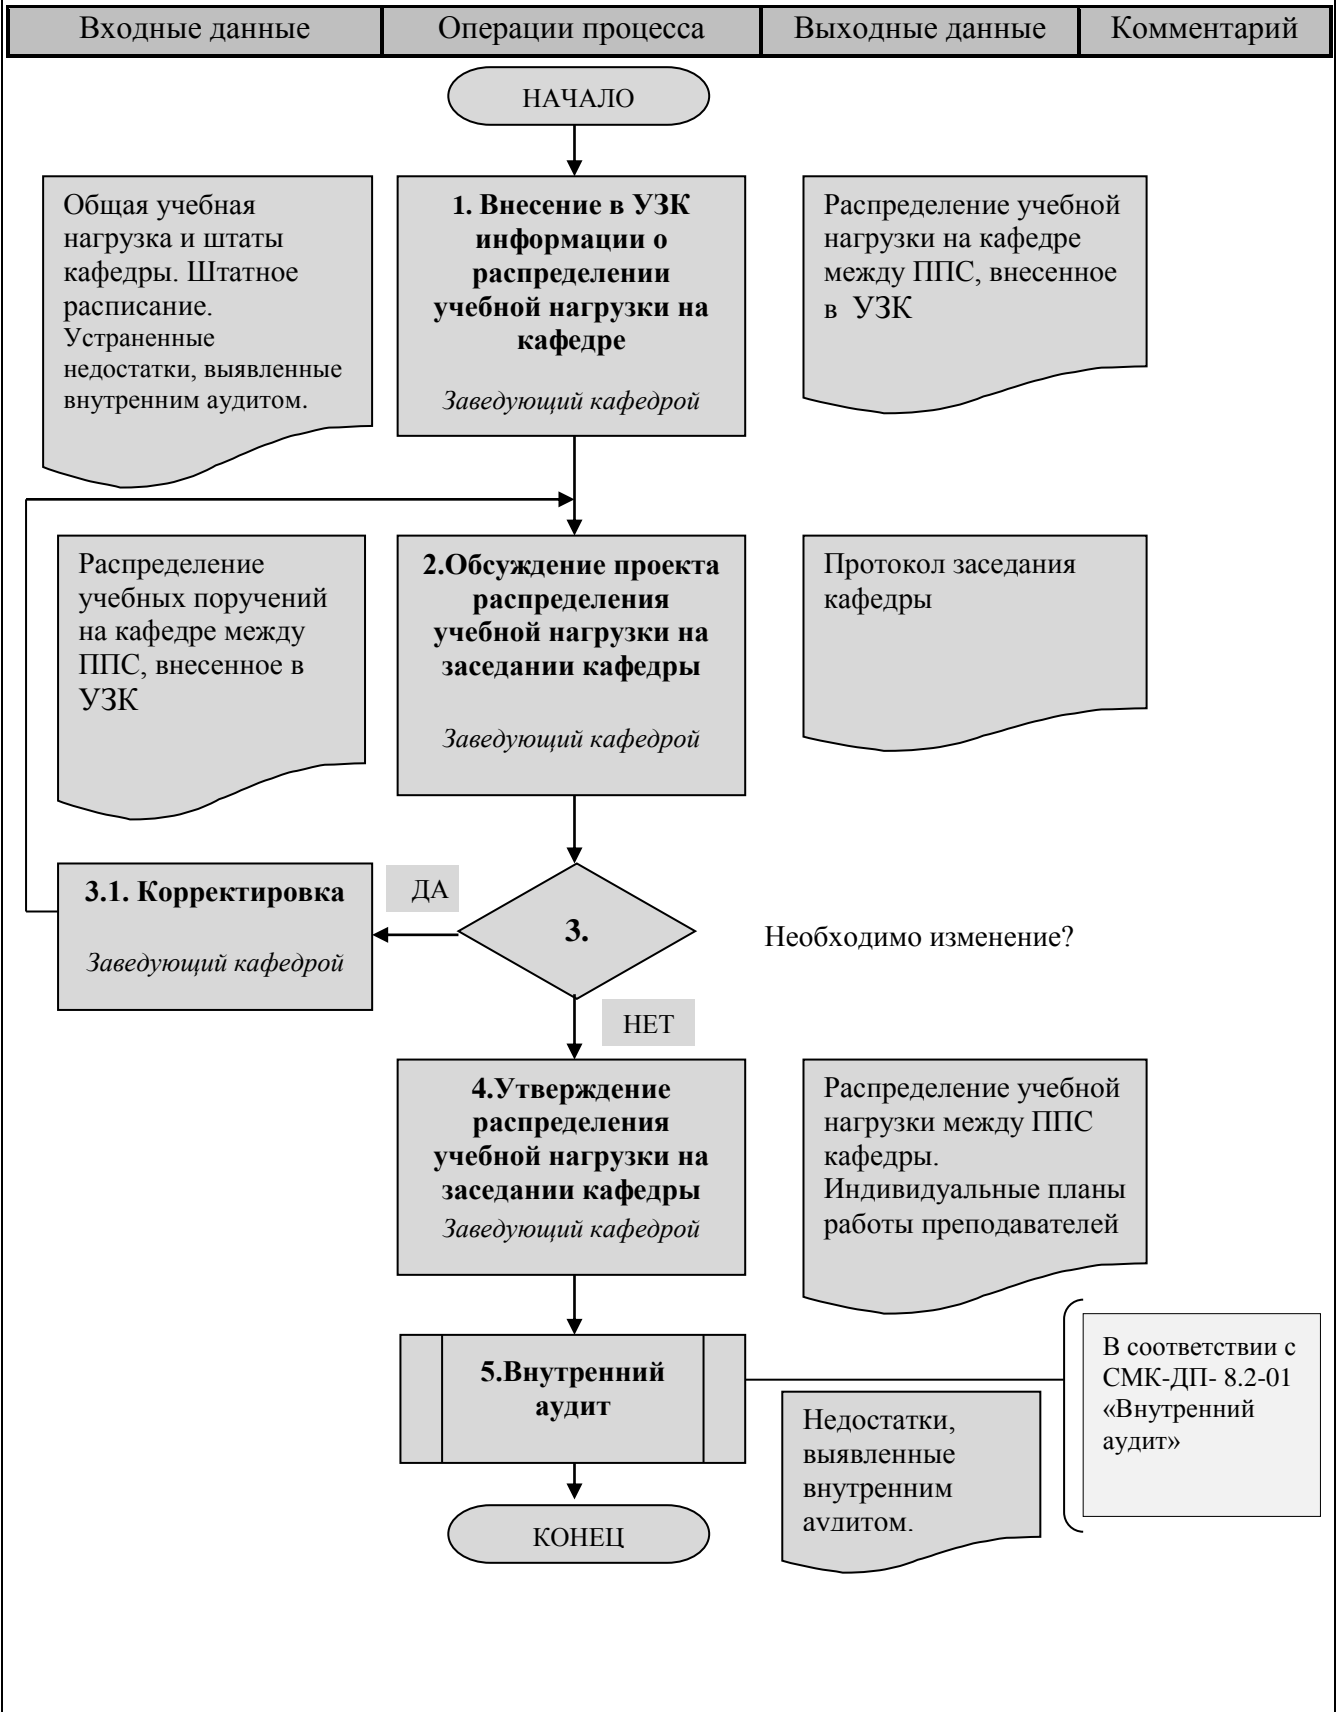 Входные данные
Операции процесса
Выходные данные
Комментарий
НАЧАЛО
Общая учебная
нагрузка и штаты
кафедры. Штатное
расписание.
Устраненные
недостатки, выявленные
внутренним аудитом.
1. Внесение в УЗК
информации о
распределении
учебной нагрузки на
кафедре
Заведующий кафедрой
Распределение учебной
нагрузки на кафедре
между ППС, внесенное
в УЗК
Распределение
учебных поручений
на кафедре между
ППС, внесенное в
УЗК
2.Обсуждение проекта
распределения
учебной нагрузки на
заседании кафедры
Заведующий кафедрой
Протокол заседания
кафедры
3.1. Корректировка
Заведующий кафедрой
ДА
3.
Необходимо изменение?
НЕТ
4.Утверждение
распределения
учебной нагрузки на
заседании кафедры
Заведующий кафедрой
Распределение учебной
нагрузки между ППС
кафедры.
Индивидуальные планы
работы преподавателей
5.Внутренний
аудит
Недостатки,
выявленные
внутренним
аудитом.
В соответствии с
СМК-ДП- 8.2-01
«Внутренний
аудит»
КОНЕЦ